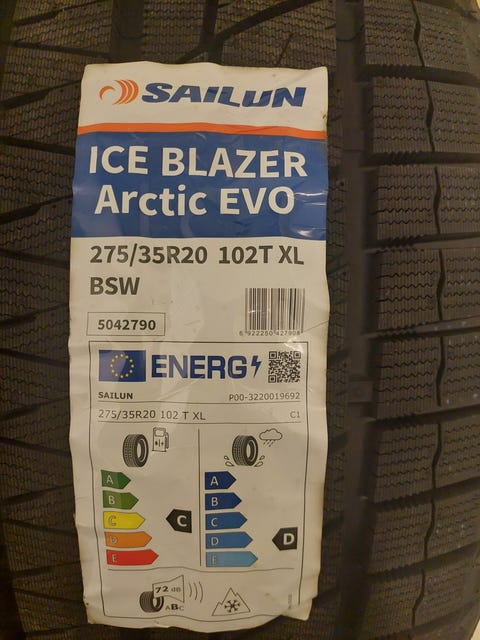 SAILUN
ICE BLAZER
Arctic EVO
275/35R20 102T XL
BSW
5042790
6 922250 427908
ENERG
SAILUN P00-3220019692
275/35R20 102 T XL C1
A A
B B
C C C
D D D
E E
72 dB
ABC